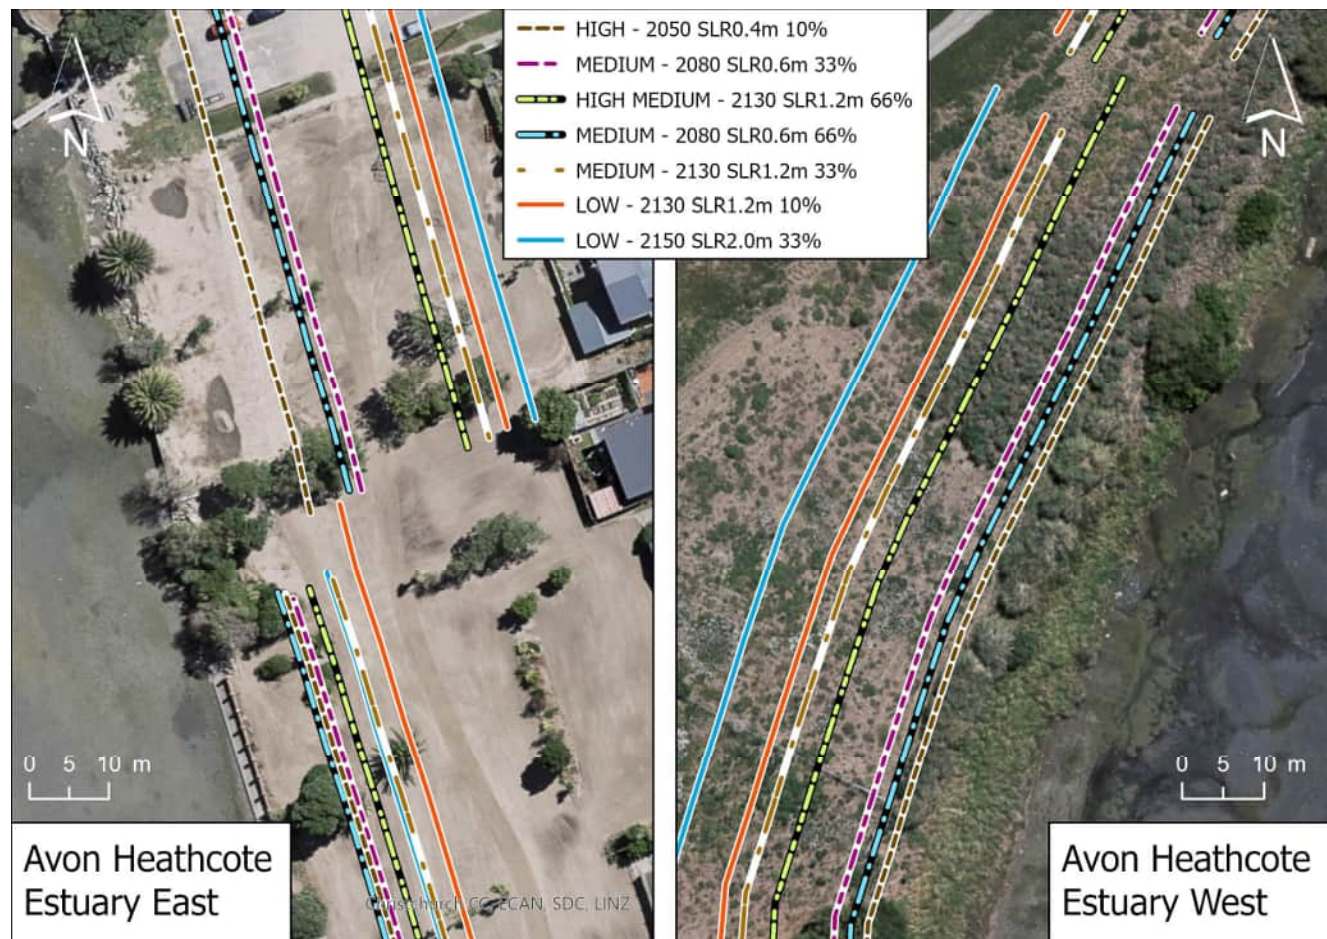 HIGH - 2050 SLR0.4m 10%
MEDIUM - 2080 SLR0.6m 33%
HIGH MEDIUM - 2130 SLR1.2m 66%
MEDIUM - 2080 SLR0.6m 66%
MEDIUM - 2130 SLR1.2m 33%
LOW - 2130 SLR1.2m 10%
LOW - 2150 SLR2.0m 33%
N
N
0 5 10 m
0 5 10 m
Avon Heathcote
Estuary East
Christchurch CC, ECAN, SDC, LINZ
Avon Heathcote
Estuary West